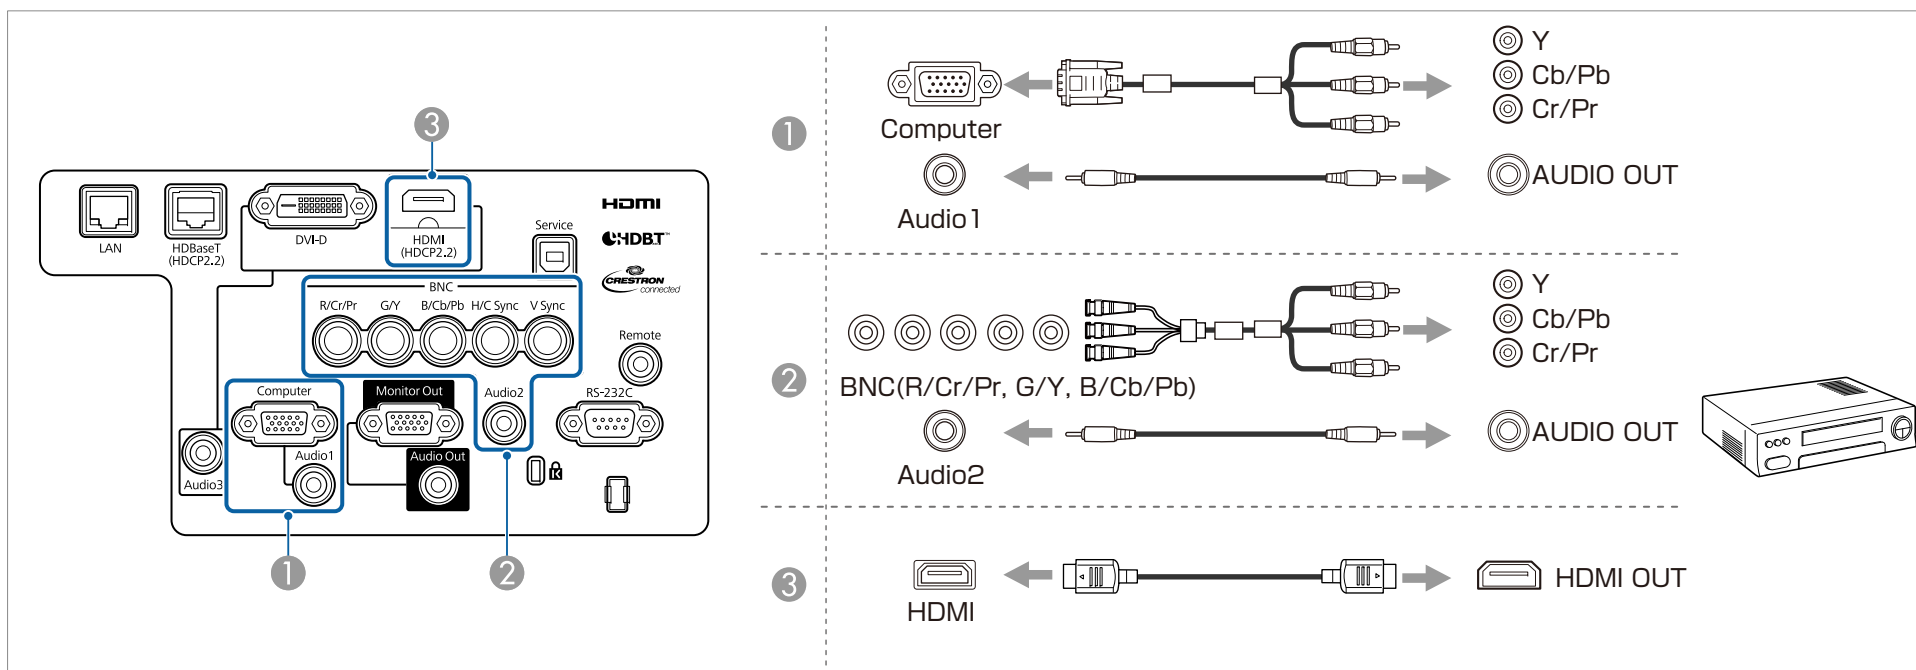 3
HDMI
LAN
HDBaseT™
(HDCP2.2)
DVI-D
HDMI
(HDCP2.2)
Service
HDBT™
CRESTRON
connected
BNC
R/Cr/Pr G/Y B/Cb/Pb H/C Sync V Sync
Remote
Computer
Monitor Out
Audio2
RS-232C
Audio3
Audio1
Audio Out
K
1
2
1
Computer
Y
Cb/Pb
Cr/Pr
Audio1
AUDIO OUT
2
BNC(R/Cr/Pr, G/Y, B/Cb/Pb)
Y
Cb/Pb
Cr/Pr
Audio2
AUDIO OUT
3
HDMI
HDMI OUT